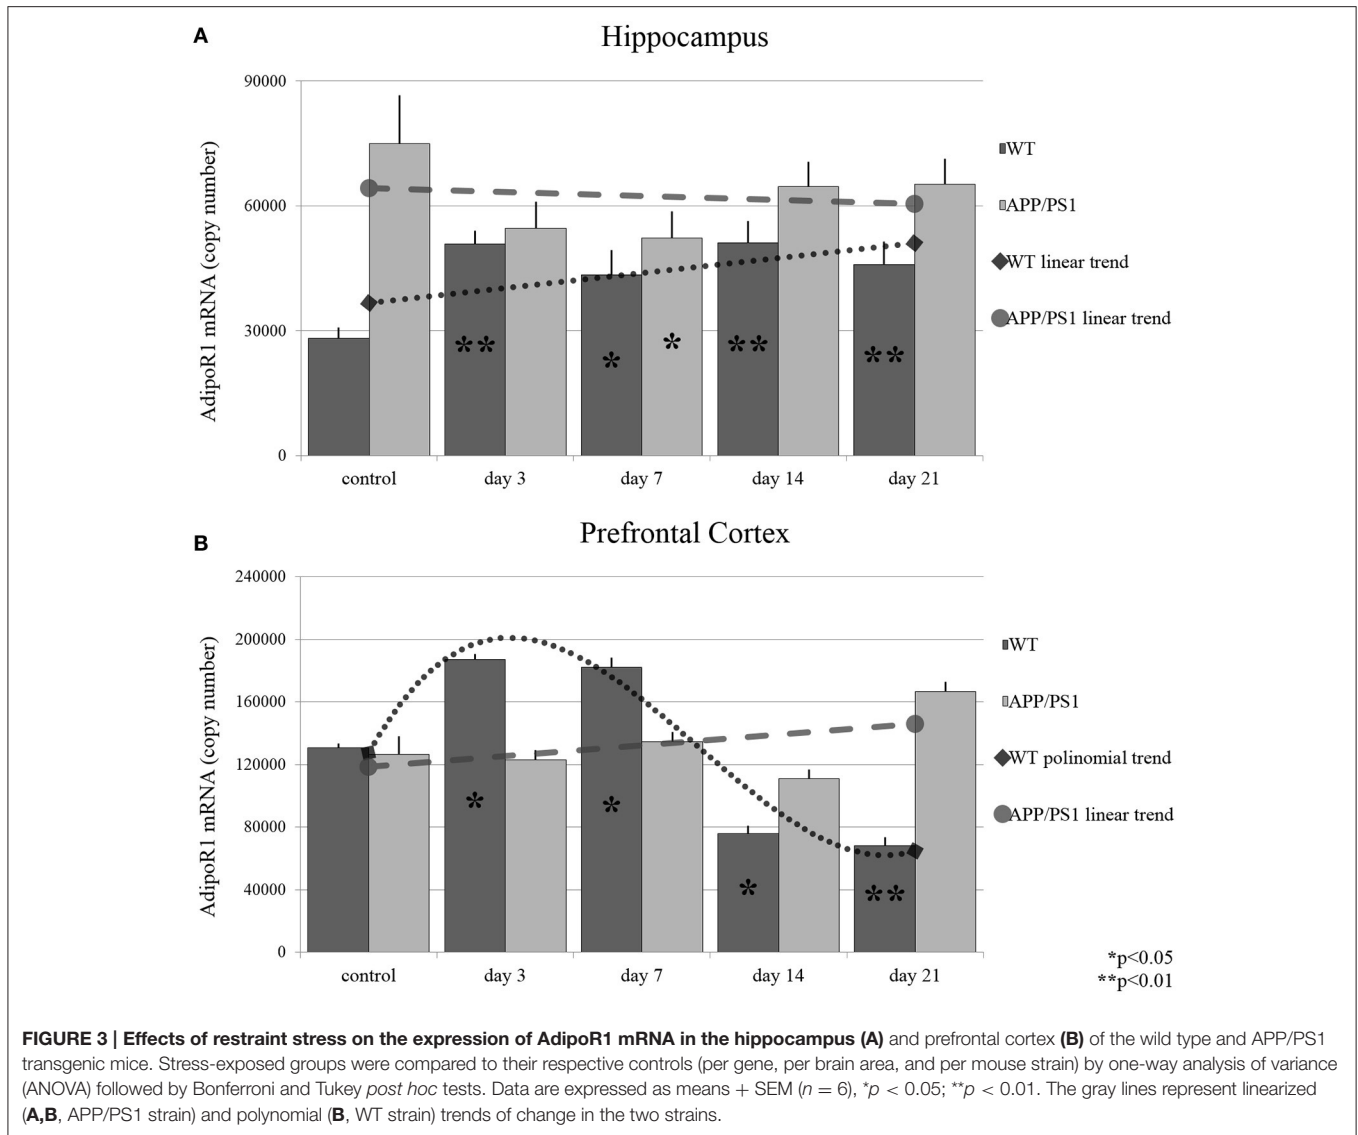 A
Hippocampus
AdipoR1 mRNA (copy number)
90000
60000
30000
0
** * * ** **
control day 3 day 7 day 14 day 21
WT
APP/PS1
WT linear trend
APP/PS1 linear trend
B
Prefrontal Cortex
AdipoR1 mRNA (copy number)
240000
200000
160000
120000
80000
40000
0
* * * **
control day 3 day 7 day 14 day 21
WT
APP/PS1
WT polinomial trend
APP/PS1 linear trend
*p<0.05
**p<0.01
FIGURE 3 | Effects of restraint stress on the expression of AdipoR1 mRNA in the hippocampus (A) and prefrontal cortex (B) of the wild type and APP/PS1
transgenic mice. Stress-exposed groups were compared to their respective controls (per gene, per brain area, and per mouse strain) by one-way analysis of variance
(ANOVA) followed by Bonferroni and Tukey post hoc tests. Data are expressed as means + SEM (n = 6), *p < 0.05; **p < 0.01. The gray lines represent linearized
(A,B, APP/PS1 strain) and polynomial (B, WT strain) trends of change in the two strains.